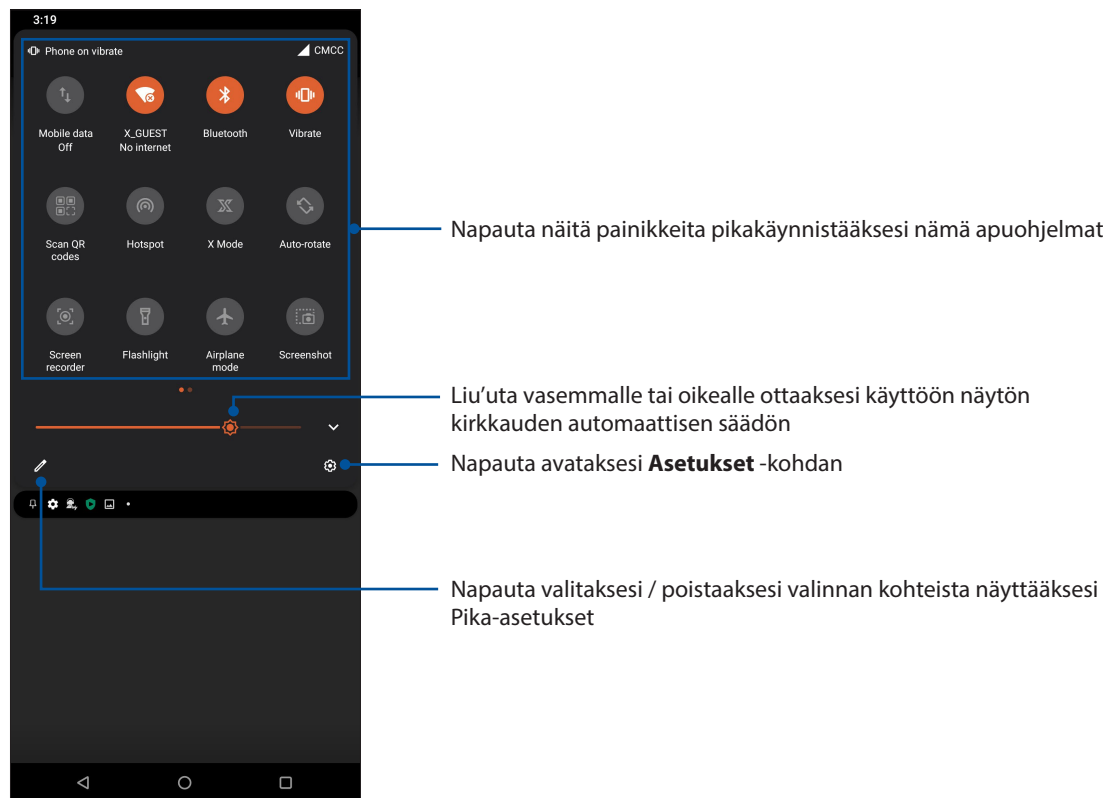 3:19
Phone on vibrate CMCC
Mobile data X_GUEST Bluetooth Vibrate
Off No internet
Scan QR Hotspot X Mode Auto-rotate
codes
Napauta näitä painikkeita pikakäynnistääksesi nämä apuohjelmat
Screen Flashlight Airplane Screenshot
recorder mode
Liu’uta vasemmalle tai oikealle ottaaksesi käyttöön näytön
kirkkauden automaattisen säädön
Napauta avataksesi Asetukset -kohdan
Napauta valitaksesi / poistaaksesi valinnan kohteista näyttääksesi
Pika-asetukset